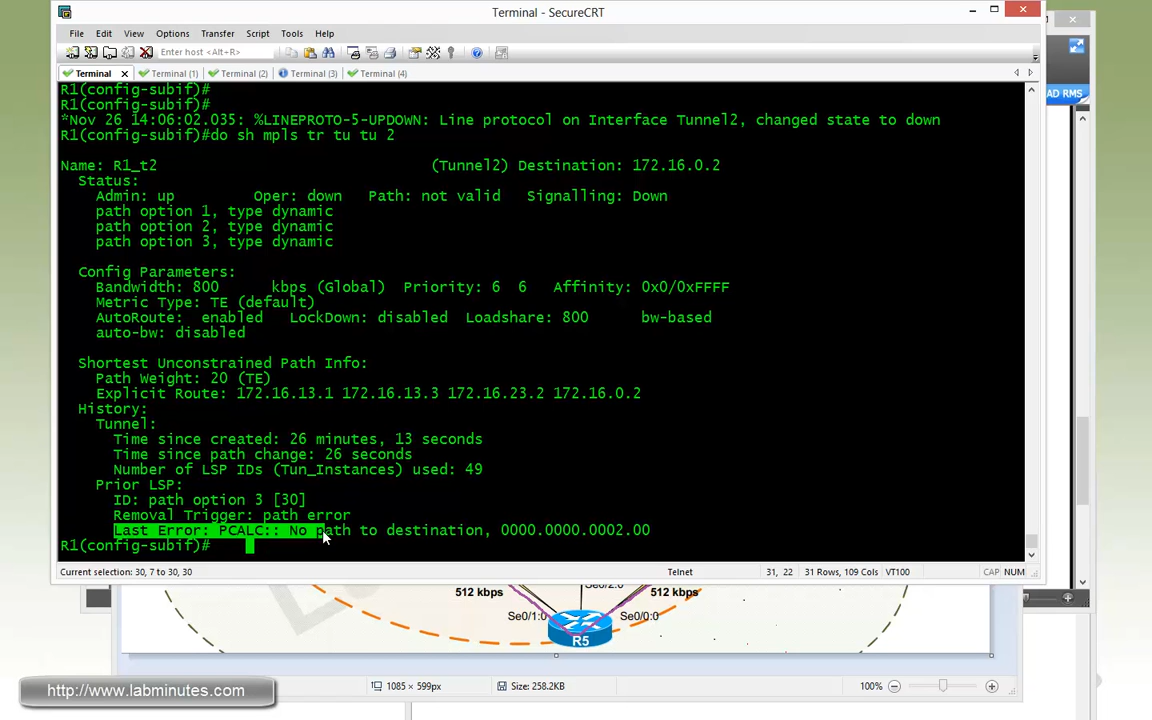 Terminal - SecureCRT
File Edit View Options Transfer Script Tools Help
Enter host <Alt+R>
Terminal Terminal (1) Terminal (2) Terminal (3) Terminal (4)
AD RMS
R1(config-subif)#
R1(config-subif)#
*Nov 26 14:06:02.035: %LINEPROTO-5-UPDOWN: Line protocol on Interface Tunnel2, changed state to down
R1(config-subif)#do sh mpls tr tu tu 2
Name: R1_t2 (Tunnel2) Destination: 172.16.0.2
Status:
Admin: up Oper: down Path: not valid Signalling: Down
path option 1, type dynamic
path option 2, type dynamic
path option 3, type dynamic
Config Parameters:
Bandwidth: 800 kbps (Global) Priority: 6 6 Affinity: 0x0/0xFFFF
Metric Type: TE (default)
AutoRoute: enabled LockDown: disabled Loadshare: 800 bw-based
auto-bw: disabled
Shortest Unconstrained Path Info:
Path Weight: 20 (TE)
Explicit Route: 172.16.13.1 172.16.13.3 172.16.23.2 172.16.0.2
History:
Tunnel:
Time since created: 26 minutes, 13 seconds
Time since path change: 26 seconds
Number of LSP IDs (Tun_Instances) used: 49
Prior LSP:
ID: path option 3 [30]
Removal Trigger: path error
Last Error: PCALC:: No path to destination, 0000.0000.0002.00
R1(config-subif)#
Current selection: 30, 7 to 30, 30 Telnet 31, 22 31 Rows, 109 Cols VT100 CAP NUM
Se0/2:0
512 kbps 512 kbps
Se0/1:0 Se0/0:0
R5
http://www.labminutes.com
1085 × 599px Size: 258.2KB 100%